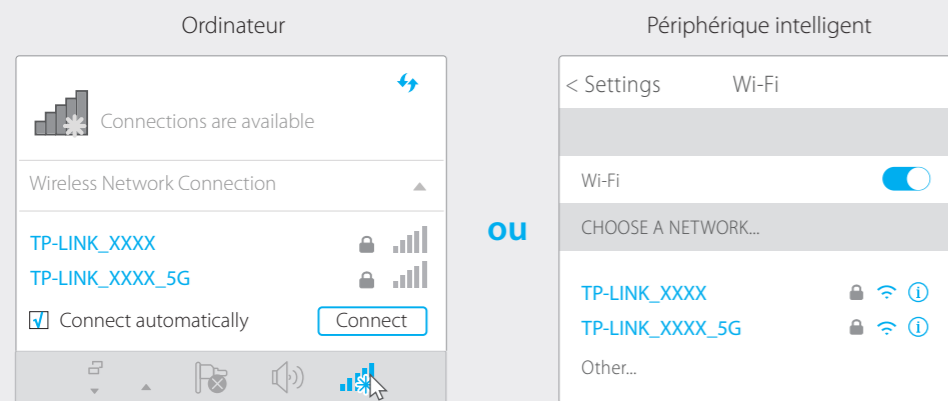 Ordinateur
Connections are available
Wireless Network Connection
TP-LINK_XXXX
TP-LINK_XXXX_5G
Connect automatically
Connect
ou
Périphérique intelligent
< Settings Wi-Fi
Wi-Fi
CHOOSE A NETWORK...
TP-LINK_XXXX
TP-LINK_XXXX_5G
Other...